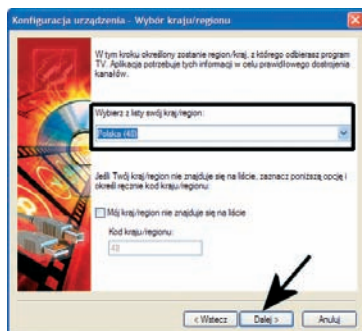 Konfiguracja urządzenia - Wybór kraju/regionu
W tym kroku określony zostanie region/kraj, z którego odbierasz program
TV. Aplikacja potrzebuje tych informacji w celu prawidłowego dostrojenia
kanałów.
Wybierz z listy swój kraj/region:
Polska (48)
Jeśli Twój kraj/region nie znajduje się na liście, zaznacz poniższą opcję i
określ ręcznie kod kraju/regionu:
Mój kraj/region nie znajduje się na liście
Kod kraju/regionu:
48
< Wstecz
Dalej >
Anuluj